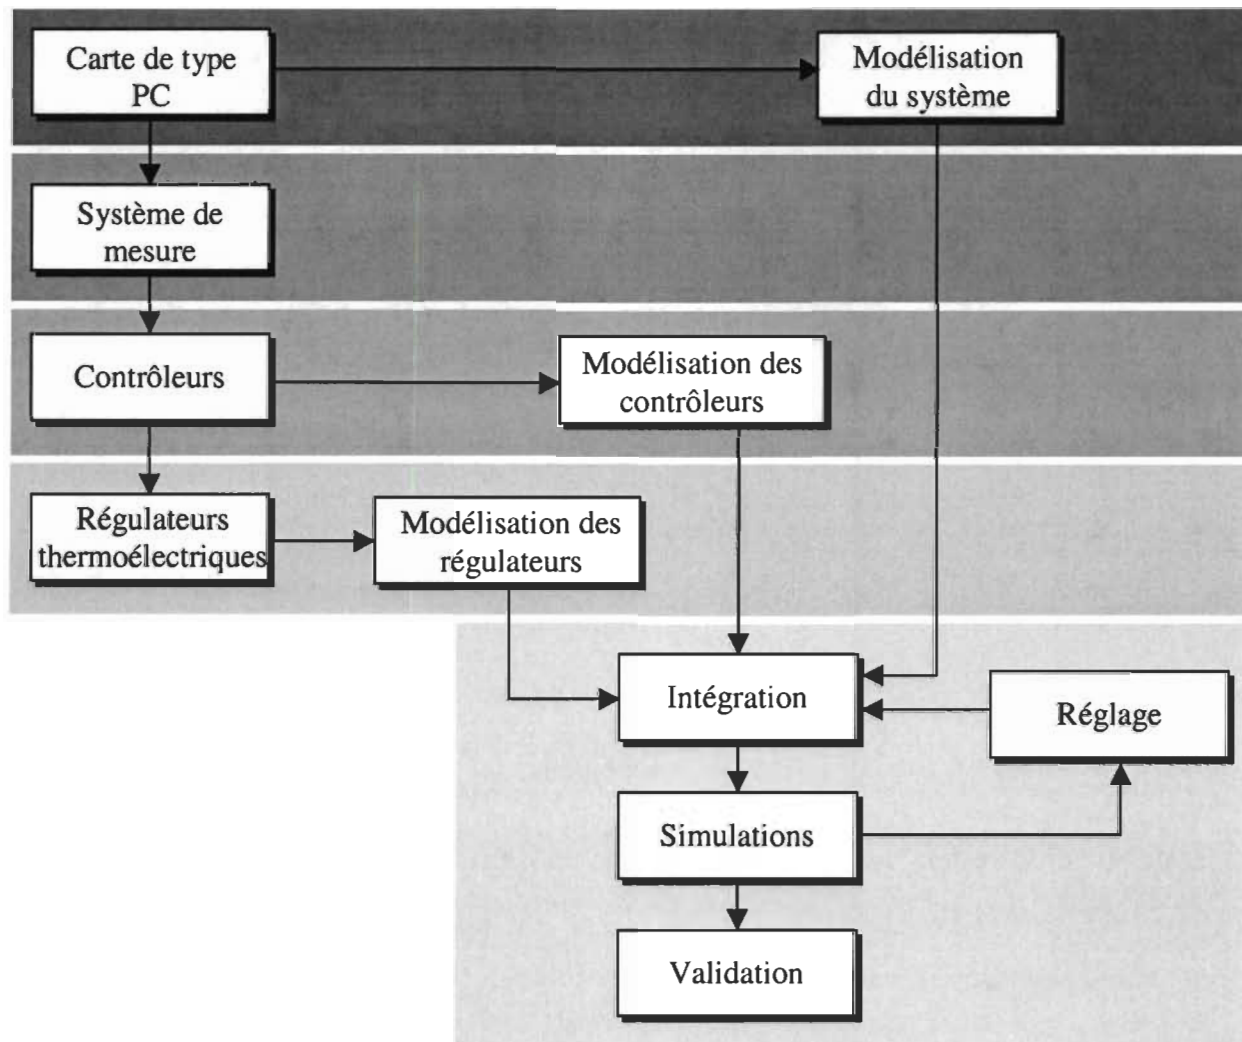 Carte de type
PC
Modélisation
du système
Système de
mesure
Contrôleurs
Modélisation des
contrôleurs
Régulateurs
thermoélectriques
Modélisation des
régulateurs
Intégration
Réglage
Simulations
Validation